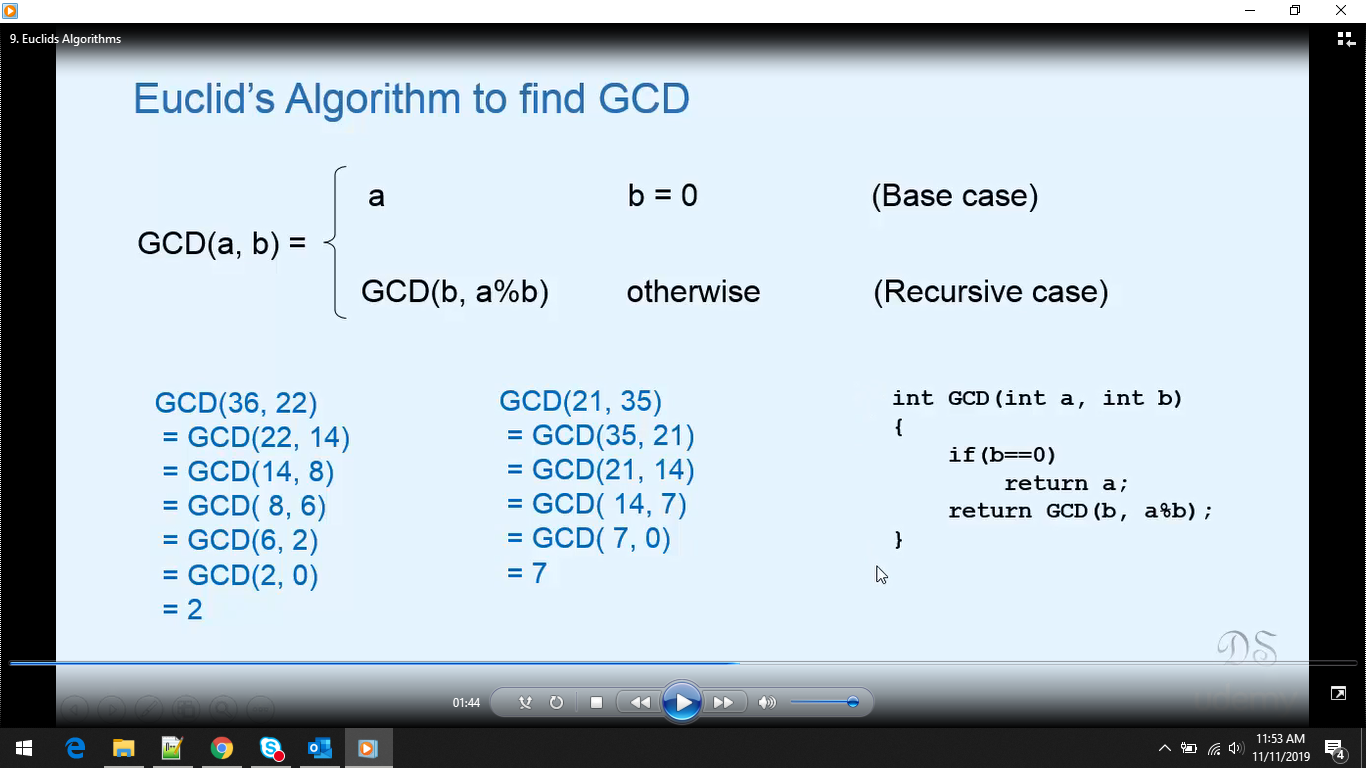 9. Euclids Algorithms
Euclid's Algorithm to find GCD
a b = 0 (Base case)
GCD(a, b) =
GCD(b, a%b) otherwise (Recursive case)
GCD(36, 22)
= GCD(22, 14)
= GCD(14, 8)
= GCD( 8, 6)
= GCD(6, 2)
= GCD(2, 0)
= 2
GCD(21, 35)
= GCD(35, 21)
= GCD(21, 14)
= GCD( 14, 7)
= GCD( 7, 0)
= 7
int GCD(int a, int b)
{
if(b==0)
return a;
return GCD(b, a%b);
}
DS
udemy
01:44
11:53 AM
11/11/2019
4